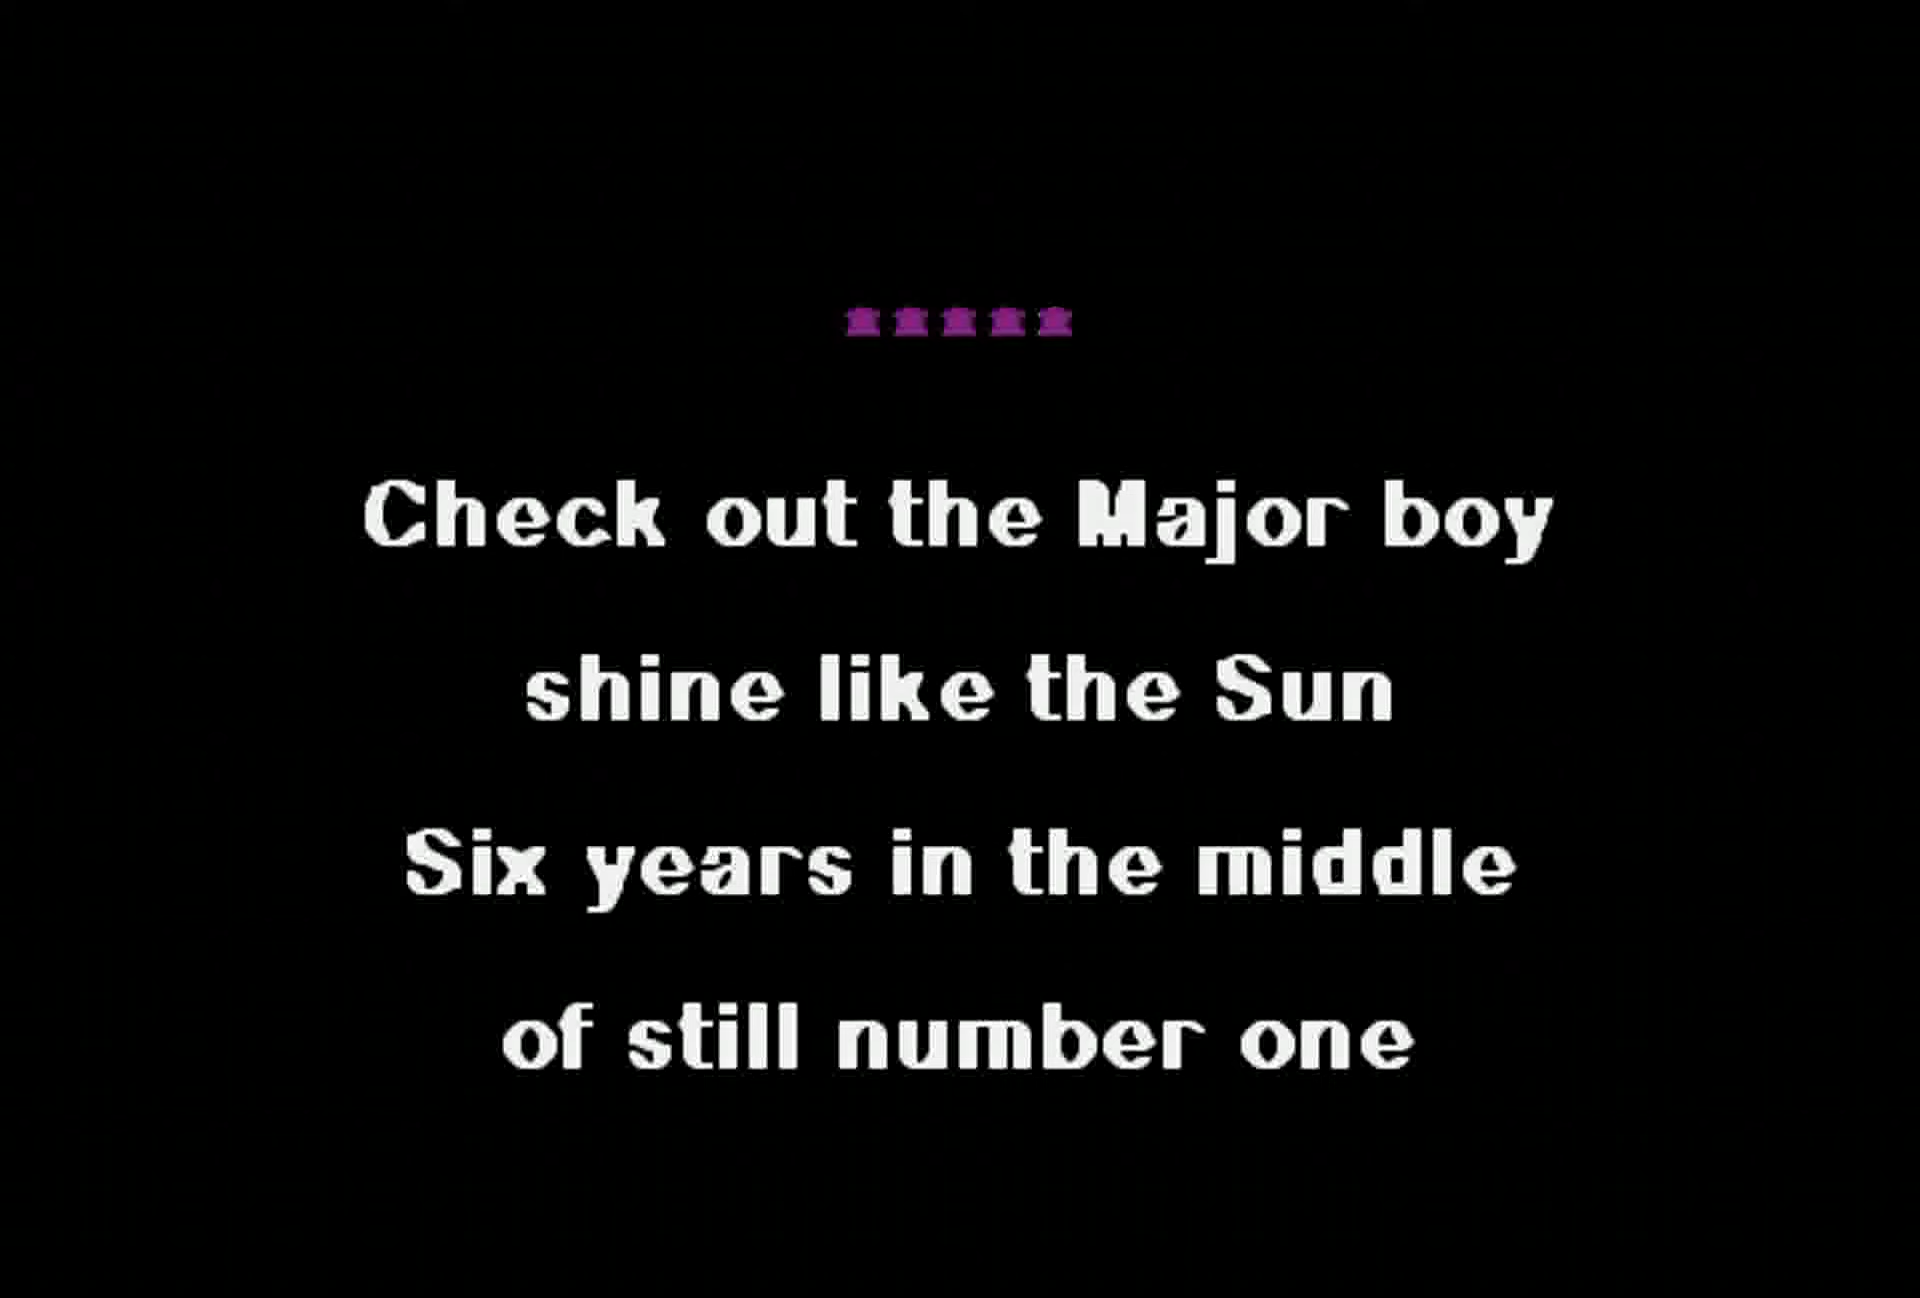 Check out the Major boy
shine like the Sun
Six years in the middle
of still number one